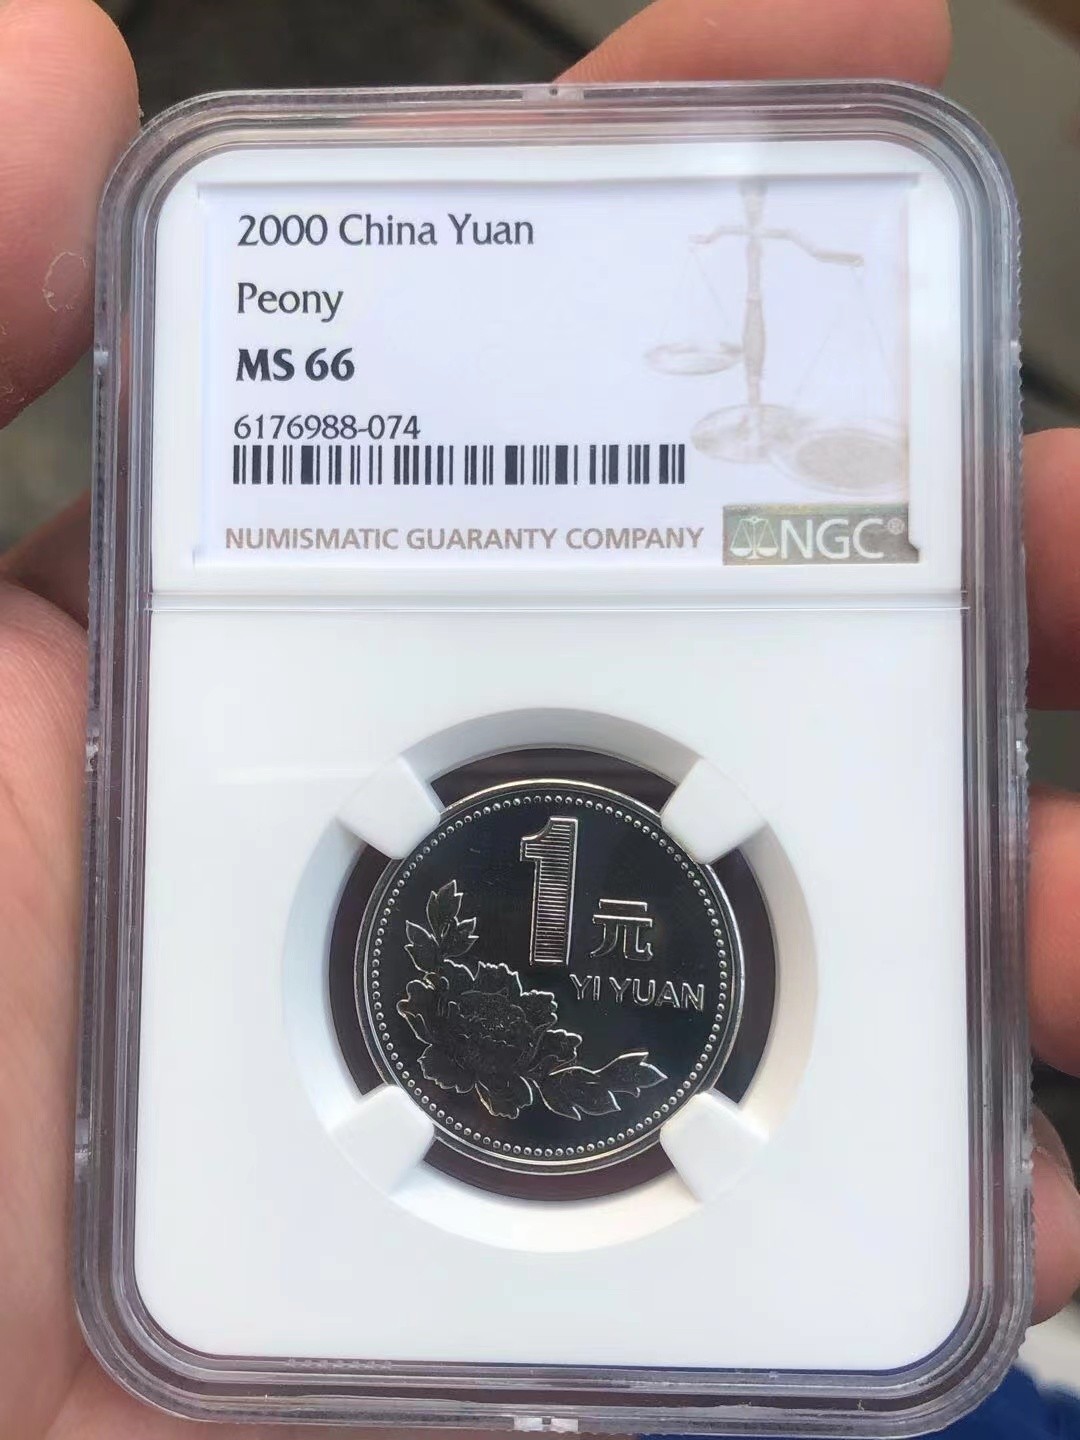 2000 China Yuan
Peony
MS 66
6176988-074
NUMISMATIC GUARANTY COMPANY
NGC®
1
元
YI YUAN